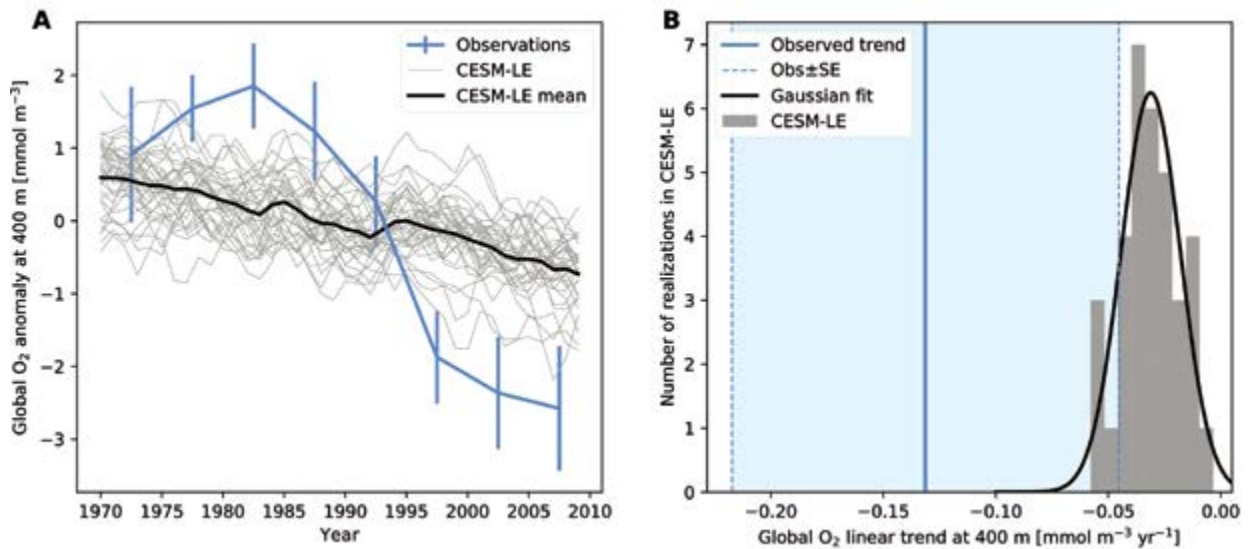 A
Observations
CESM-LE
CESM-LE mean
2
1
0
−1
−2
−3
Global O₂ anomaly at 400 m [mmol m⁻³]
1970 1975 1980 1985 1990 1995 2000 2005 2010
Year
B
Observed trend
Obs±SE
Gaussian fit
CESM-LE
7
6
5
4
3
2
1
0
Number of realizations in CESM-LE
−0.20 −0.15 −0.10 −0.05 0.00
Global O₂ linear trend at 400 m [mmol m⁻³ yr⁻¹]